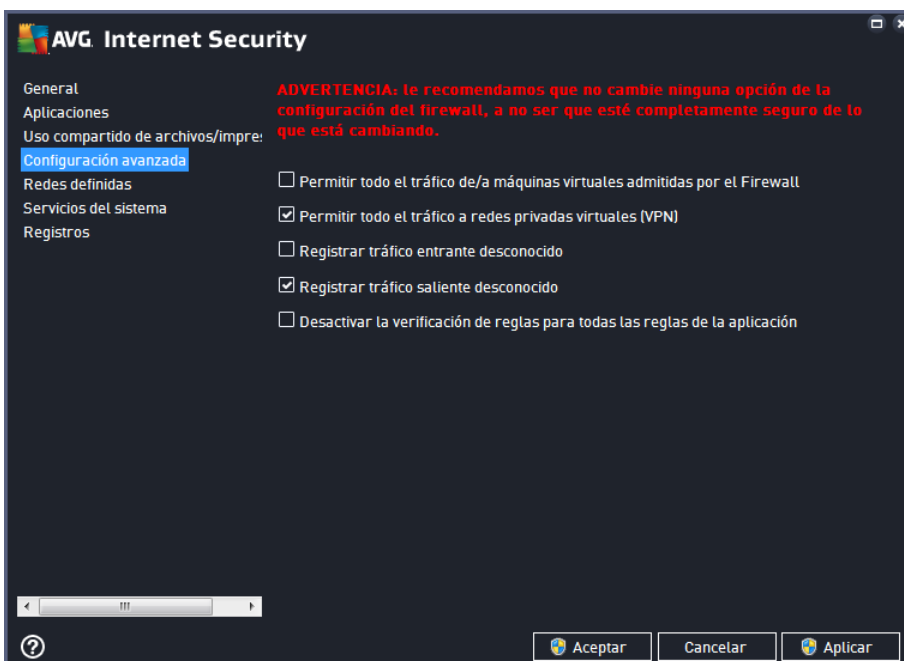 AVG Internet Security
General
Aplicaciones
Uso compartido de archivos/impre
Configuración avanzada
Redes definidas
Servicios del sistema
Registros
ADVERTENCIA: le recomendamos que no cambie ninguna opción de la
configuración del firewall, a no ser que esté completamente seguro de lo
que está cambiando.
Permitir todo el tráfico de/a máquinas virtuales admitidas por el Firewall
Permitir todo el tráfico a redes privadas virtuales (VPN)
Registrar tráfico entrante desconocido
Registrar tráfico saliente desconocido
Desactivar la verificación de reglas para todas las reglas de la aplicación
?
Aceptar
Cancelar
Aplicar